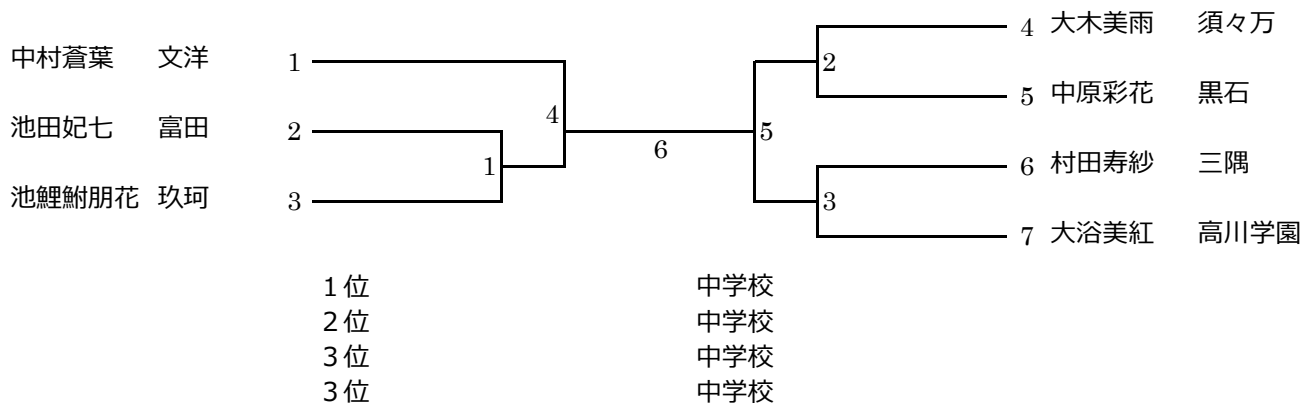 中村蒼葉 文洋 1
池田妃七 富田 2
池鯉鮒朋花 玖珂 3
4
1
6
4 大木美雨 須々万
5 中原彩花 黒石
6 村田寿紗 三隅
7 大浴美紅 高川学園
2
5
3
１位 中学校
２位 中学校
３位 中学校
３位 中学校